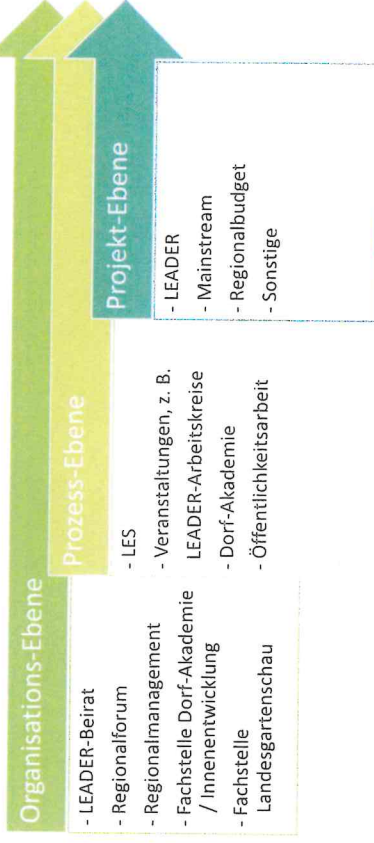 Organisations-Ebene
- LEADER-Beirat
- Regionalforum
- Regionalmanagement
- Fachstelle Dorf-Akademie
/ Innenentwicklung
- Fachstelle
Landesgartenschau
Prozess-Ebene
- LES
- Veranstaltungen, z. B.
LEADER-Arbeitskreise
- Dorf-Akademie
- Öffentlichkeitsarbeit
Projekt-Ebene
- LEADER
- Mainstream
- Regionalbudget
- Sonstige